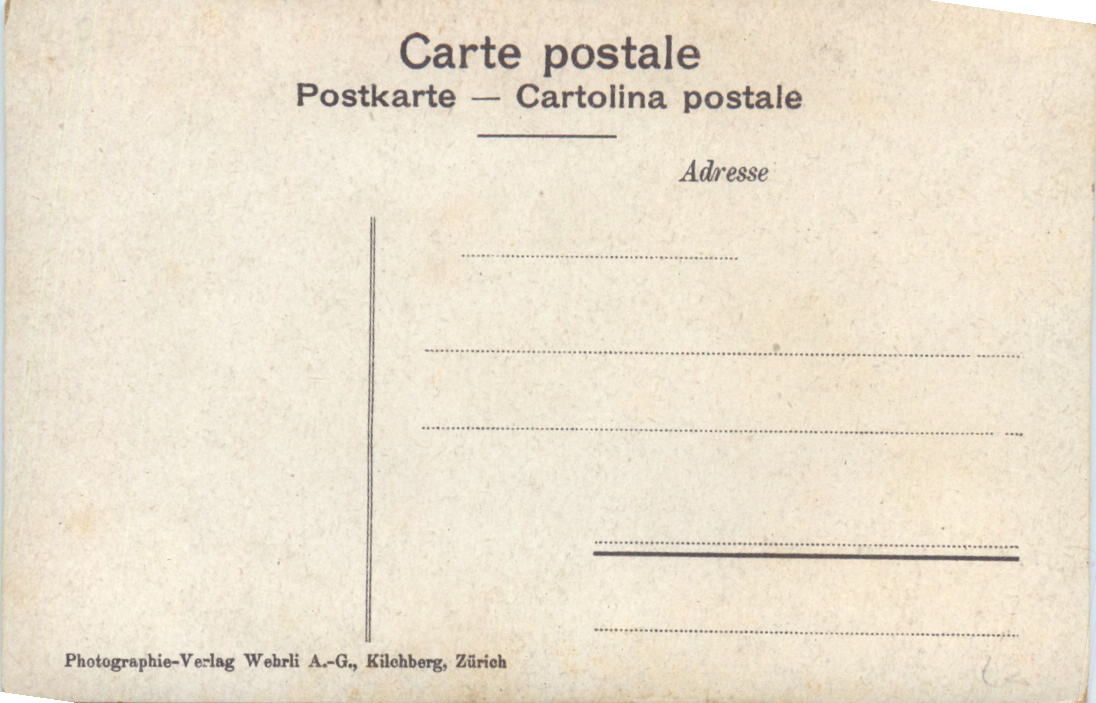 Carte postale
Postkarte — Cartolina postale
Adresse
Photographie-Verlag Wehrli A.-G., Kilchberg, Zürich